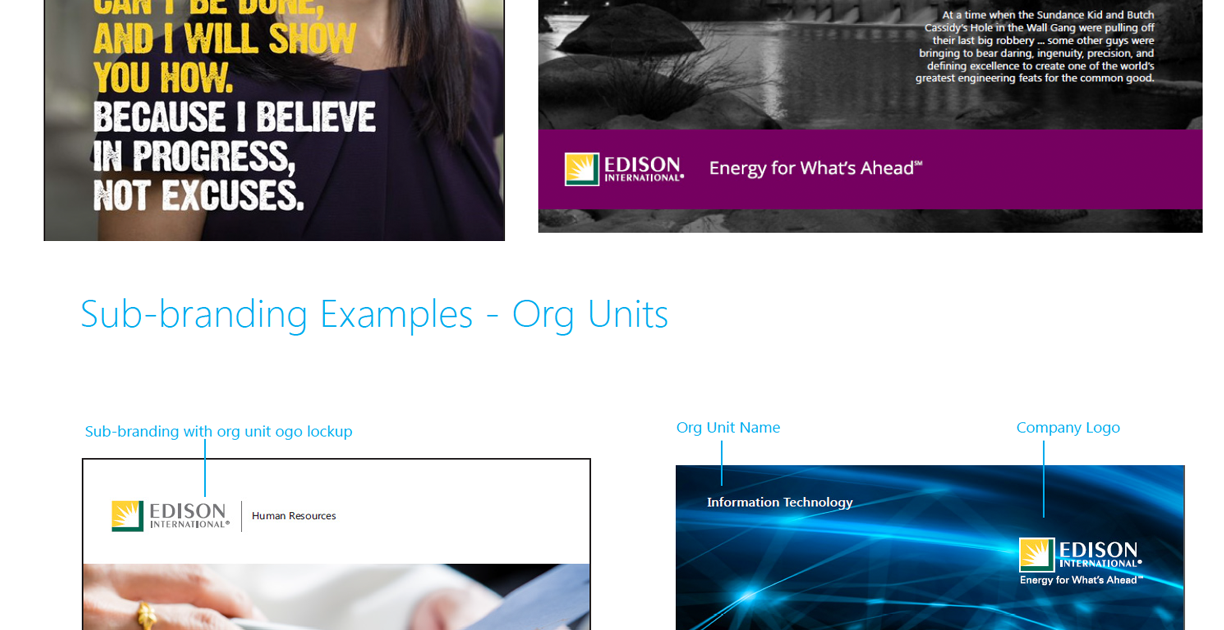 CAN'T BE DONE,
AND I WILL SHOW
YOU HOW.
BECAUSE I BELIEVE
IN PROGRESS,
NOT EXCUSES.
At a time when the Sundance Kid and Butch
Cassidy's Hole in the Wall Gang were pulling off
their last big robbery ... some other guys were
bringing to bear daring, ingenuity, precision, and
defining excellence to create one of the world's
greatest engineering feats for the common good.
EDISON
INTERNATIONAL®
Energy for What's Ahead℠
Sub-branding Examples - Org Units
Sub-branding with org unit ogo lockup
EDISON
INTERNATIONAL®
Human Resources
Org Unit Name
Company Logo
Information Technology
EDISON
INTERNATIONAL®
Energy for What's Ahead℠